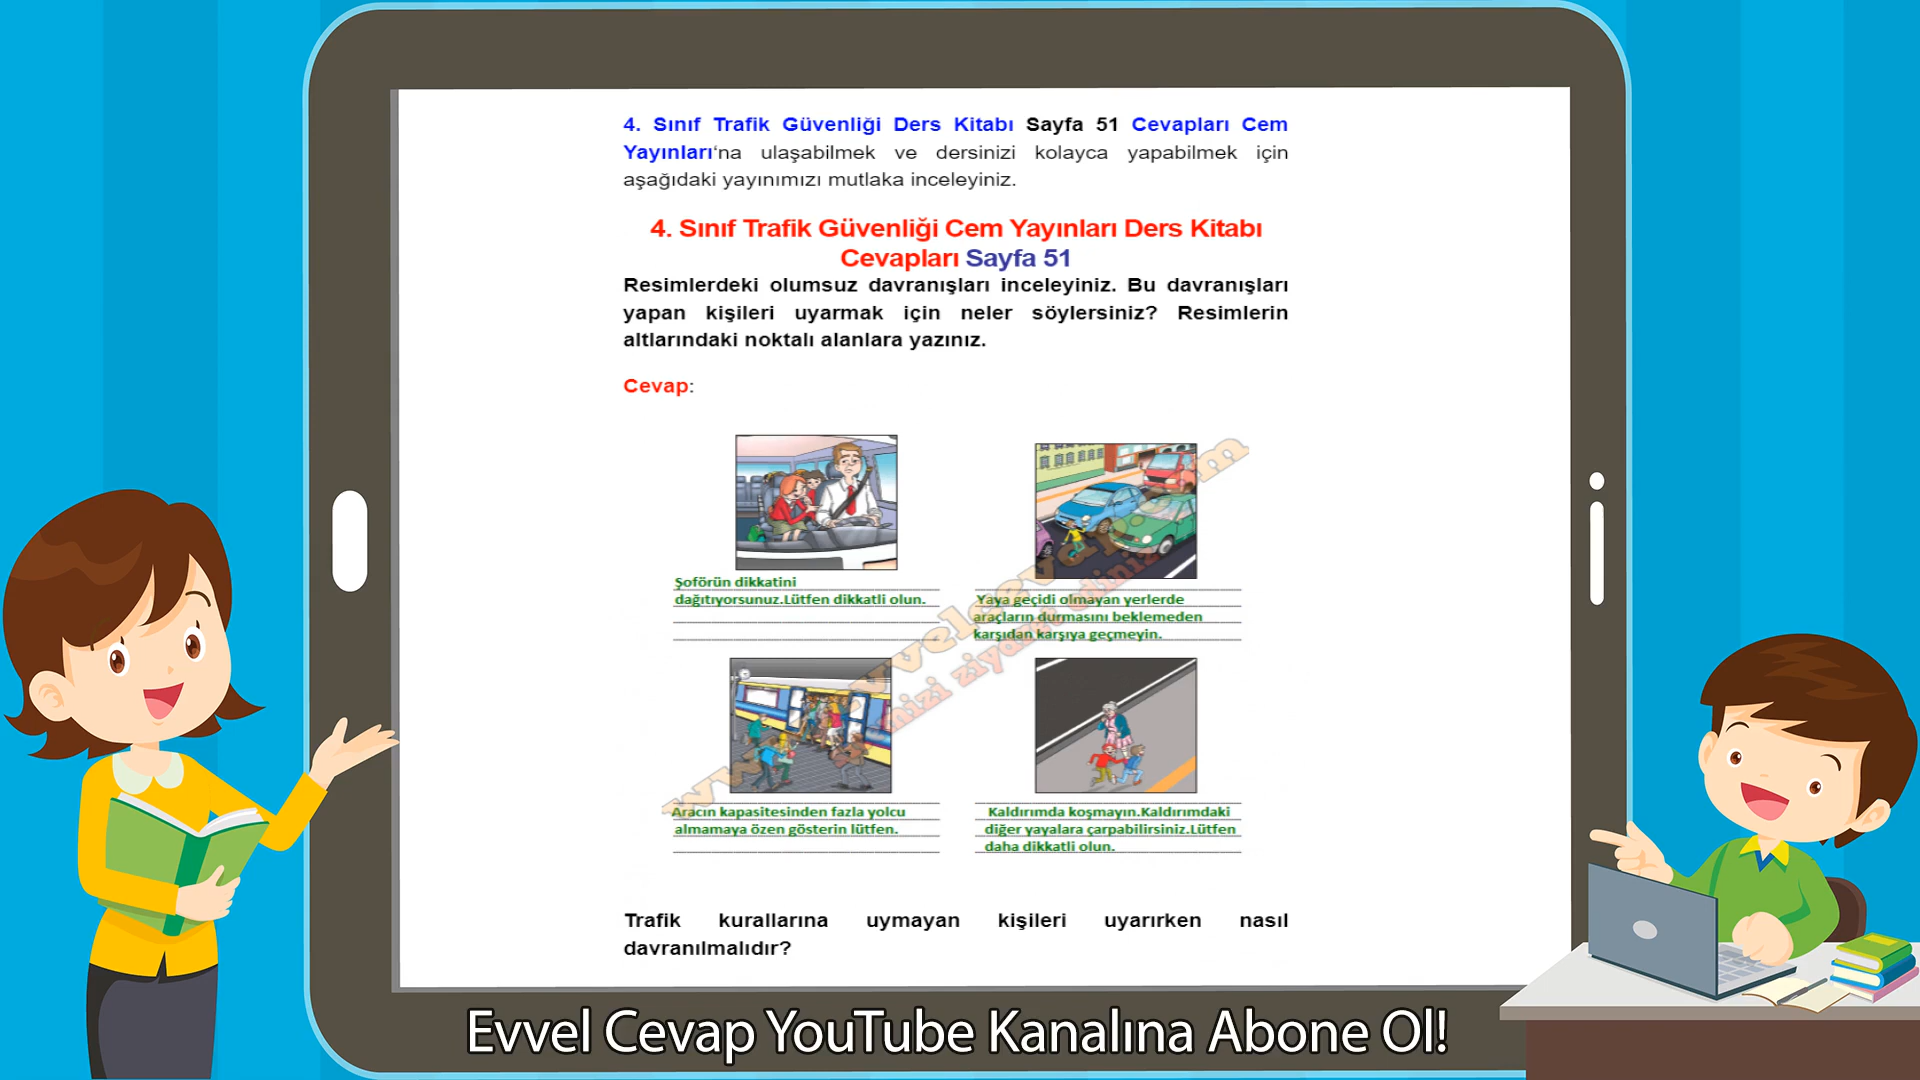 4. Sınıf Trafik Güvenliği Ders Kitabı Sayfa 51 Cevapları Cem
Yayınları'na ulaşabilmek ve dersinizi kolayca yapabilmek için
aşağıdaki yayınımızı mutlaka inceleyiniz.
4. Sınıf Trafik Güvenliği Cem Yayınları Ders Kitabı
Cevapları Sayfa 51
Resimlerdeki olumsuz davranışları inceleyiniz. Bu davranışları
yapan kişileri uyarmak için neler söylersiniz? Resimlerin
altlarındaki noktalı alanlara yazınız.
Cevap:
Şoförün dikkatini
dağıtıyorsunuz.Lütfen dikkatli olun.
Yaya geçidi olmayan yerlerde
araçların durmasını beklemeden
karşıdan karşıya geçmeyin.
Aracın kapasitesinden fazla yolcu
almamaya özen gösterin lütfen.
Kaldırımda koşmayın.Kaldırımdaki
diğer yayalara çarpabilirsiniz.Lütfen
daha dikkatli olun.
Trafik kurallarına uymayan kişileri uyarırken nasıl
davranılmalıdır?
Evvel Cevap YouTube Kanalına Abone Ol!